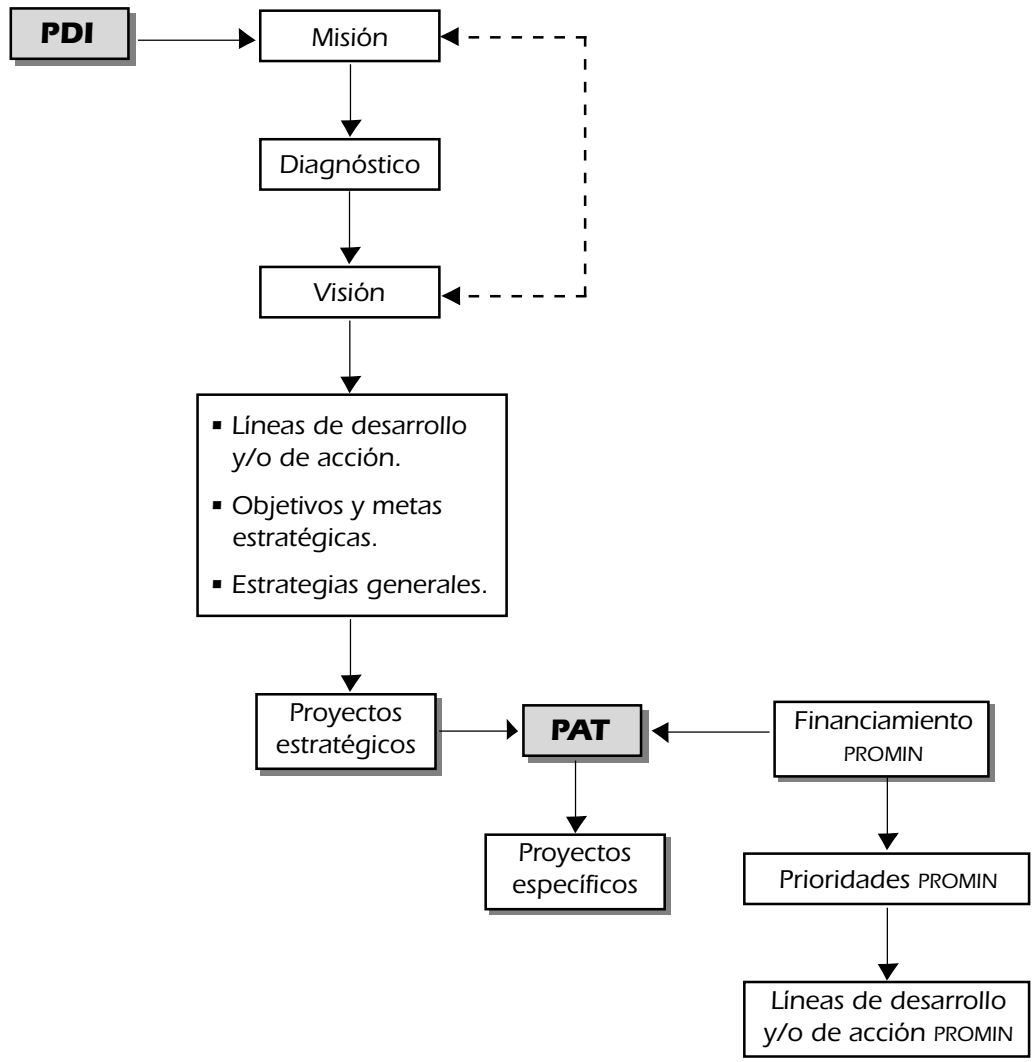 PDI
Misión
Diagnóstico
Visión
▪ Líneas de desarrollo
y/o de acción.
▪ Objetivos y metas
estratégicas.
▪ Estrategias generales.
Proyectos
estratégicos
PAT
Financiamiento
PROMIN
Proyectos
específicos
Prioridades PROMIN
Líneas de desarrollo
y/o de acción PROMIN